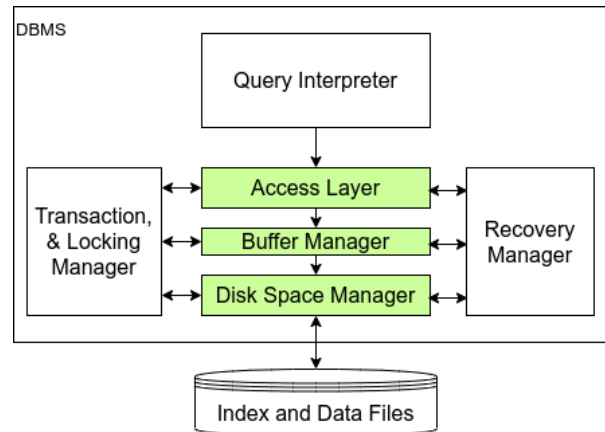 DBMS
Query Interpreter
Access Layer
Transaction,
& Locking
Manager
Buffer Manager
Recovery
Manager
Disk Space Manager
Index and Data Files